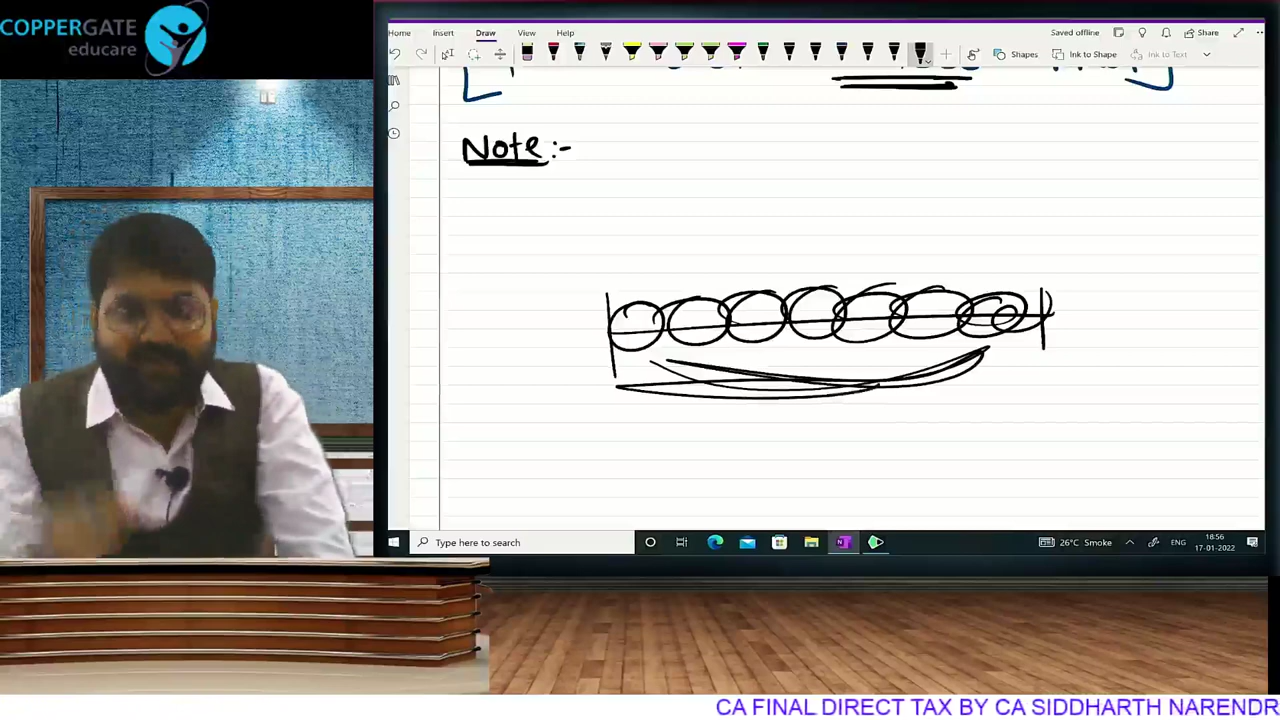 COPPERGATE
educare
Home Insert Draw View Help
Saved offline
Share
Shapes
Ink to Shape
Ink to Text
Note :-
Type here to search
26°C Smoke
ENG
18:56
17-01-2022
CA FINAL DIRECT TAX BY CA SIDDHARTH NARENDR